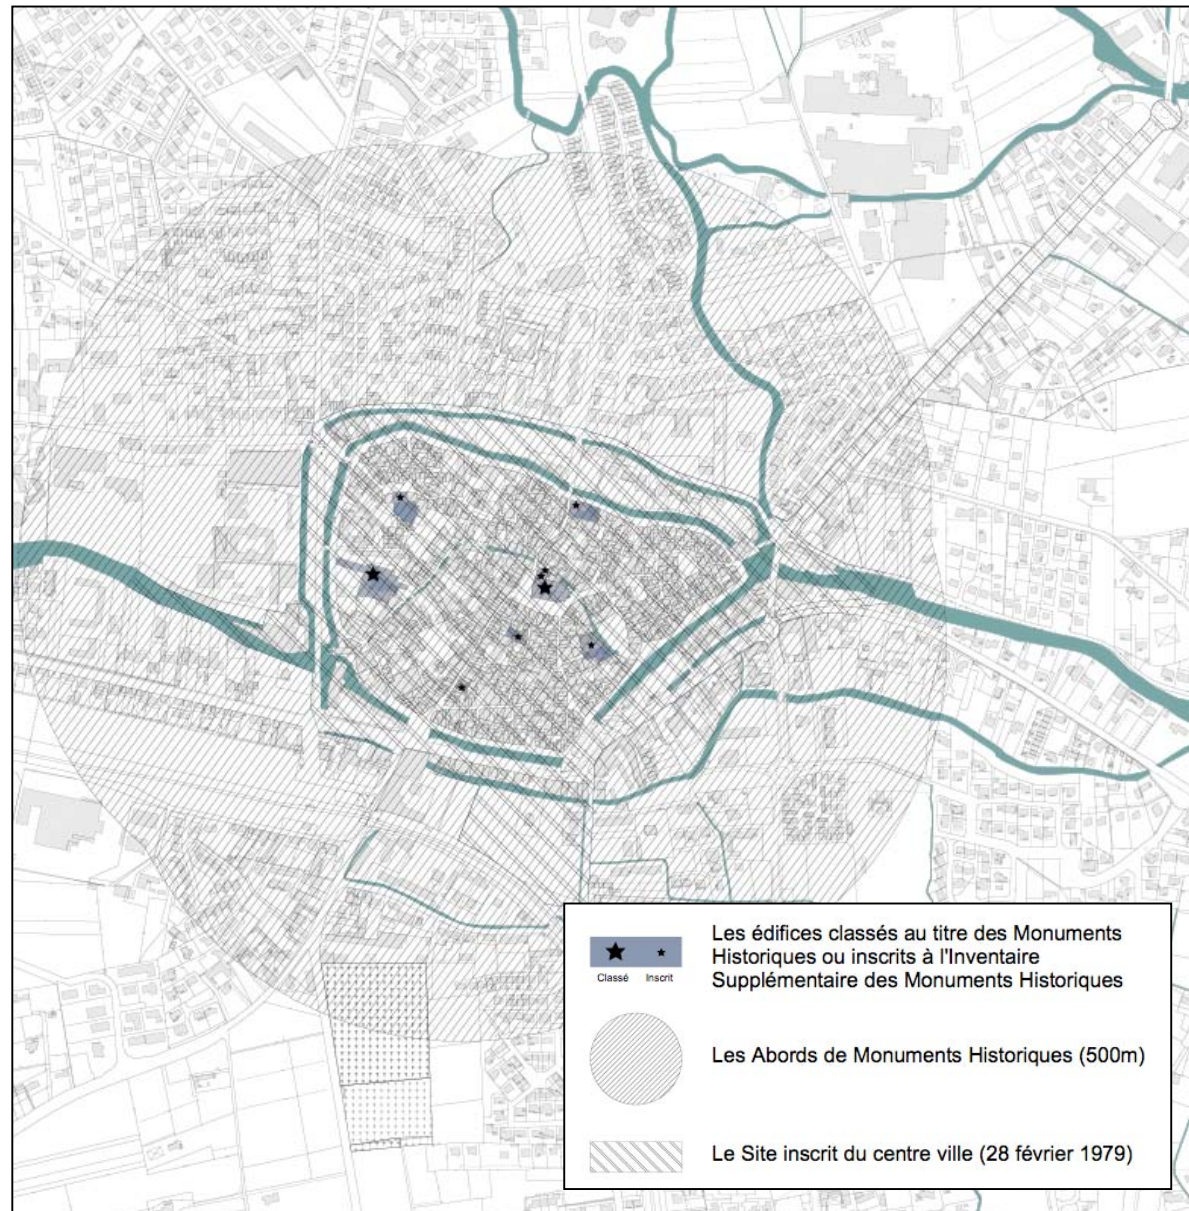 Les édifices classés au titre des Monuments
Historiques ou inscrits à l'Inventaire
Supplémentaire des Monuments Historiques
Classé Inscrit
Les Abords de Monuments Historiques (500m)
Le Site inscrit du centre ville (28 février 1979)